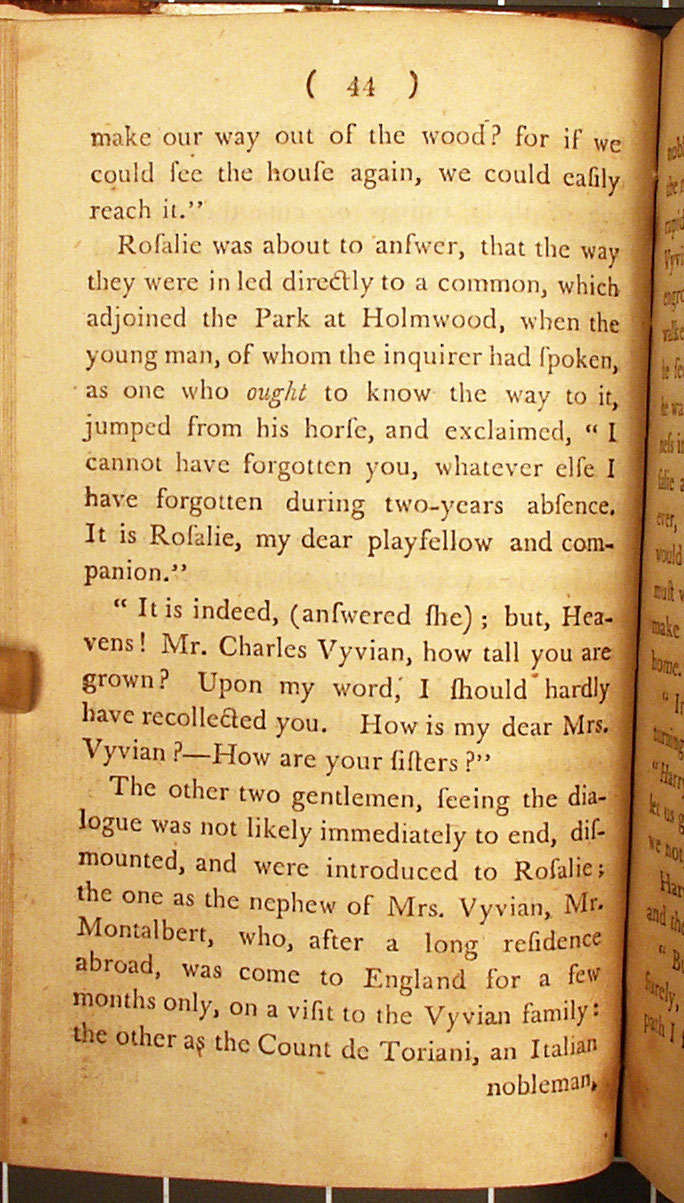 ( 44 )
make our way out of the wood? for if we
could ſee the houſe again, we could eaſily
reach it.”
Roſalie was about to anſwer, that the way
they were in led directly to a common, which
adjoined the Park at Holmwood, when the
young man, of whom the inquirer had ſpoken,
as one who ought to know the way to it,
jumped from his horſe, and exclaimed, “ I
cannot have forgotten you, whatever elſe I
have forgotten during two-years abſence.
It is Roſalie, my dear playfellow and com-
panion.”
“ It is indeed, (anſwered ſhe) ; but, Hea-
vens! Mr. Charles Vyvian, how tall you are
grown? Upon my word, I ſhould hardly
have recollected you. How is my dear Mrs.
Vyvian ?—How are your ſiſters ?”
The other two gentlemen, ſeeing the dia-
logue was not likely immediately to end, diſ-
mounted, and were introduced to Roſalie;
the one as the nephew of Mrs. Vyvian, Mr.
Montalbert, who, after a long reſidence
abroad, was come to England for a few
months only, on a viſit to the Vyvian family:
the other as the Count de Toriani, an Italian
nobleman,